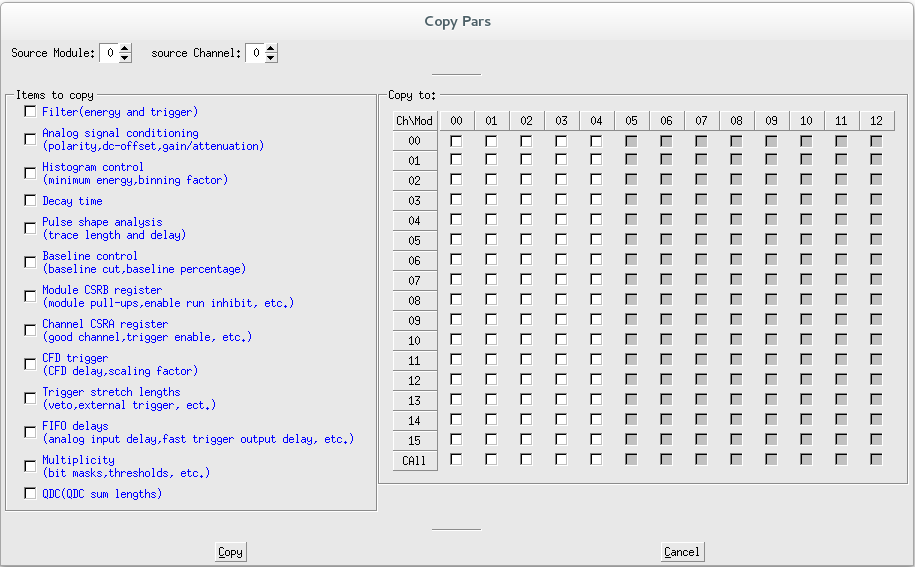 Copy Pars
Source Module: 0 source Channel: 0
Items to copy
Filter(energy and trigger)
Analog signal conditioning
(polarity,dc-offset,gain/attenuation)
Histogram control
(minimum energy,binning factor)
Decay time
Pulse shape analysis
(trace length and delay)
Baseline control
(baseline cut,baseline percentage)
Module CSRB register
(module pull-ups,enable run inhibit, etc.)
Channel CSRA register
(good channel,trigger enable, etc.)
CFD trigger
(CFD delay,scaling factor)
Trigger stretch lengths
(veto,external trigger, ect.)
FIFO delays
(analog input delay,fast trigger output delay, etc.)
Multiplicity
(bit masks,thresholds, etc.)
QDC(QDC sum lengths)
Copy to:
Ch\Mod 00 01 02 03 04 05 06 07 08 09 10 11 12
00
01
02
03
04
05
06
07
08
09
10
11
12
13
14
15
CAll
Copy
Cancel